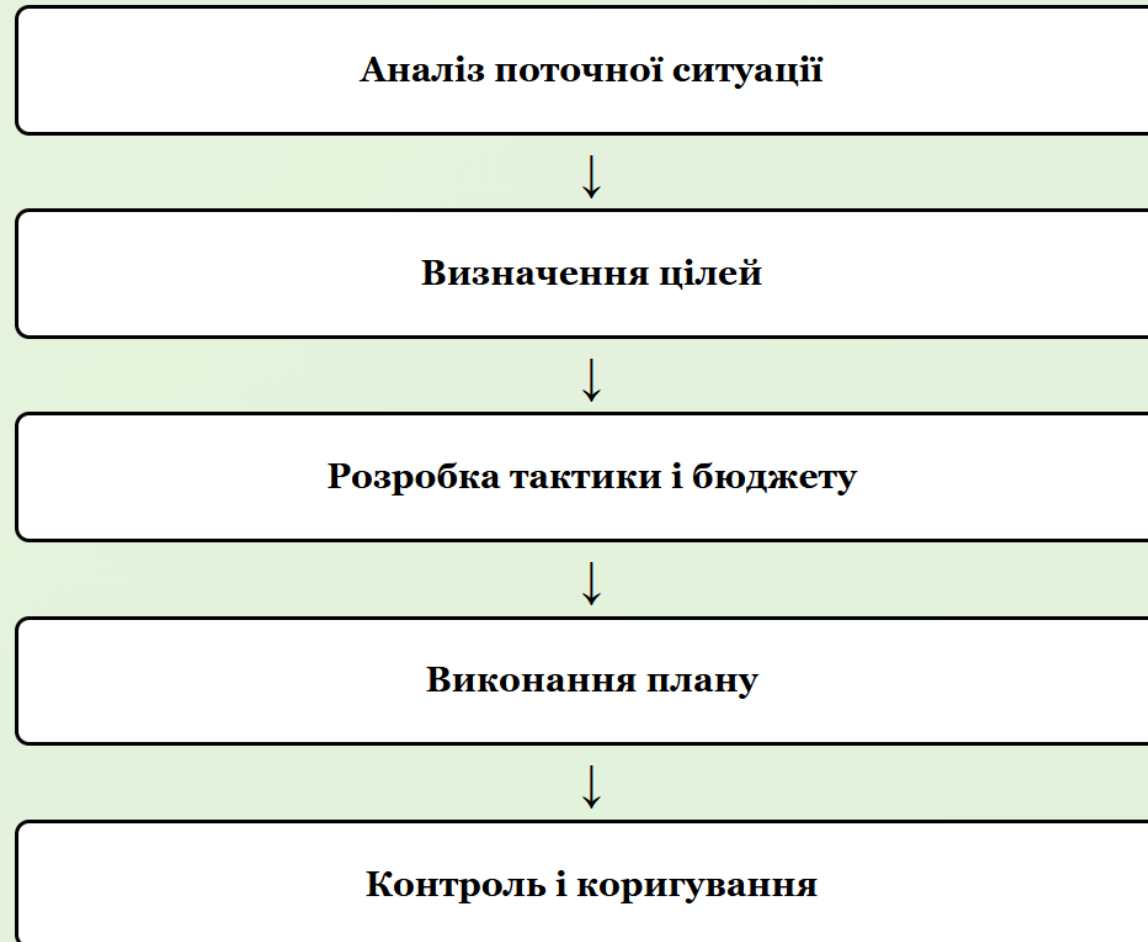 Аналіз поточної ситуації
↓
Визначення цілей
↓
Розробка тактики і бюджету
↓
Виконання плану
↓
Контроль і коригування